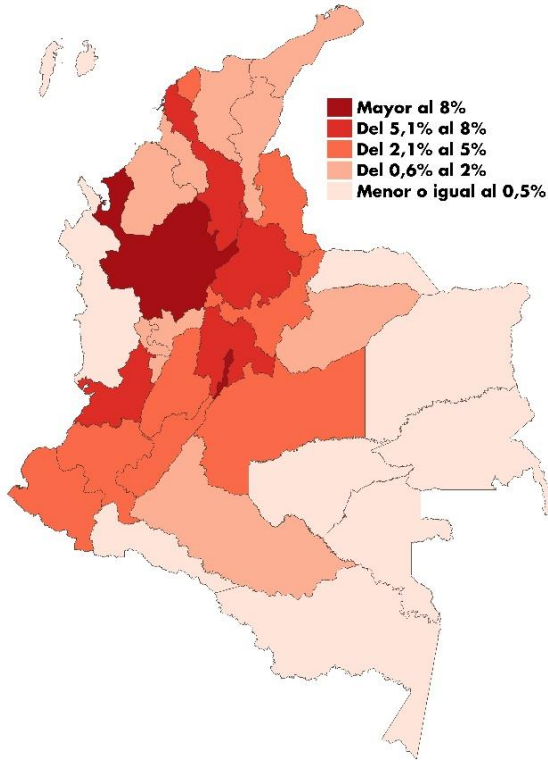 Mayor al 8%
Del 5,1% al 8%
Del 2,1% al 5%
Del 0,6% al 2%
Menor o igual al 0,5%